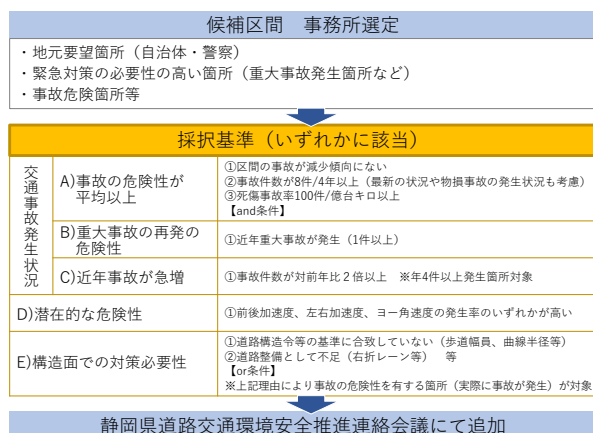 候補区間　事務所選定
・地元要望箇所（自治体・警察）
・緊急対策の必要性の高い箇所（重大事故発生箇所など）
・事故危険箇所等
採択基準（いずれかに該当）
交通事故発生状況
A)事故の危険性が
平均以上
①区間の事故が減少傾向にない
②事故件数が8件/4年以上（最新の状況や物損事故の発生状況も考慮）
③死傷事故率100件/億台キロ以上
【and条件】
B)重大事故の再発の
危険性
①近年重大事故が発生（1件以上）
C)近年事故が急増
①事故件数が対前年比２倍以上　※年4件以上発生箇所対象
D)潜在的な危険性
①前後加速度、左右加速度、ヨー角速度の発生率のいずれかが高い
E)構造面での対策必要性
①道路構造令等の基準に合致していない（歩道幅員、曲線半径等）
②道路整備として不足（右折レーン等）　等
【or条件】
※上記理由により事故の危険性を有する箇所（実際に事故が発生）が対象
静岡県道路交通環境安全推進連絡会議にて追加